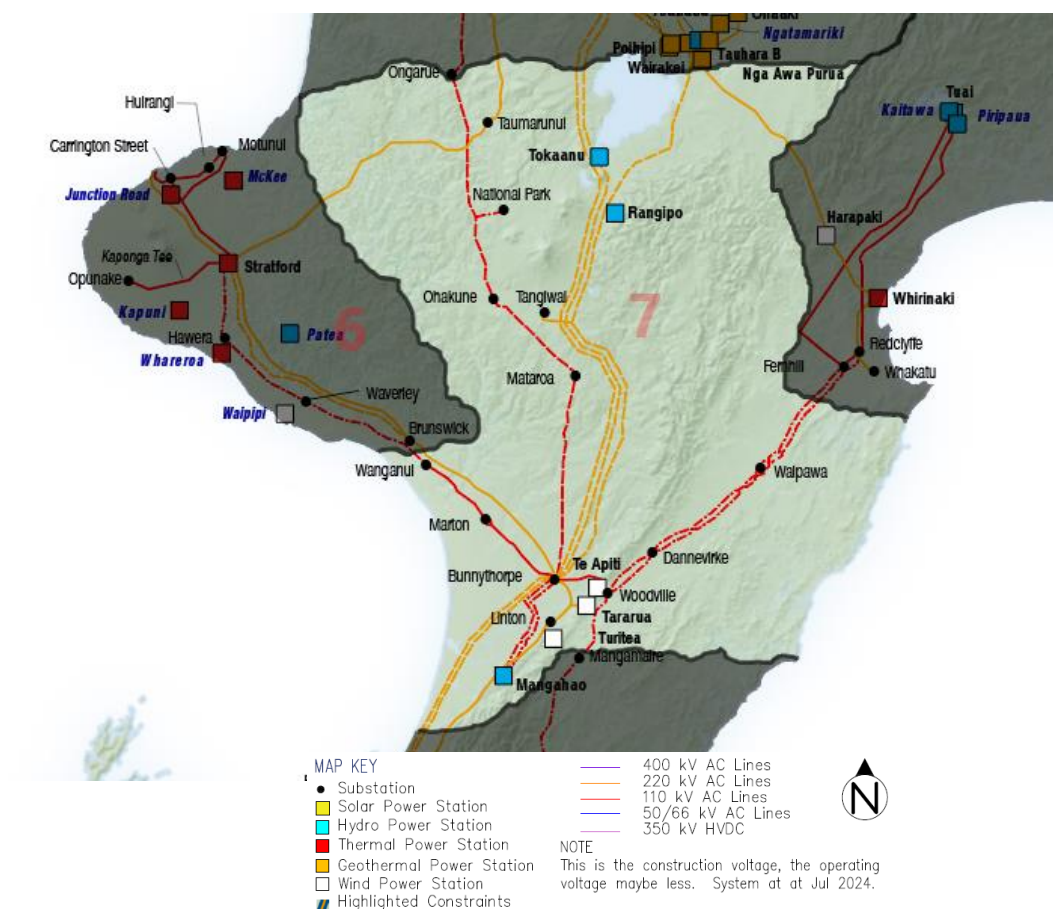 Ohaaki
Ngatamariki
Poihipi
Tauhara B
Wairakei
Nga Awa Purua
Ongarue
Tuai
Kaitawa
Piripaua
Huirangi
Taumarunui
Carrington Street
Motunui
Tokaanu
McKee
Junction Road
National Park
Rangipo
Harapaki
Kaponga Tee
Stratford
Opunake
Ohakune
Tangiwai
7
Whirinaki
Kapuni
6
Patea
Hawera
Redclyffe
Whareroa
Fernhill
Whakatu
Mataroa
Waverley
Waipipi
Brunswick
Wanganui
Waipawa
Marton
Dannevirke
Te Apiti
Bunnythorpe
Woodville
Linton
Tararua
Turitea
Mangamaire
Mangahao
MAP KEY
Substation
Solar Power Station
Hydro Power Station
Thermal Power Station
Geothermal Power Station
Wind Power Station
Highlighted Constraints
400 kV AC Lines
220 kV AC Lines
110 kV AC Lines
50/66 kV AC Lines
350 kV HVDC
NOTE
This is the construction voltage, the operating
voltage maybe less. System at at Jul 2024.
N